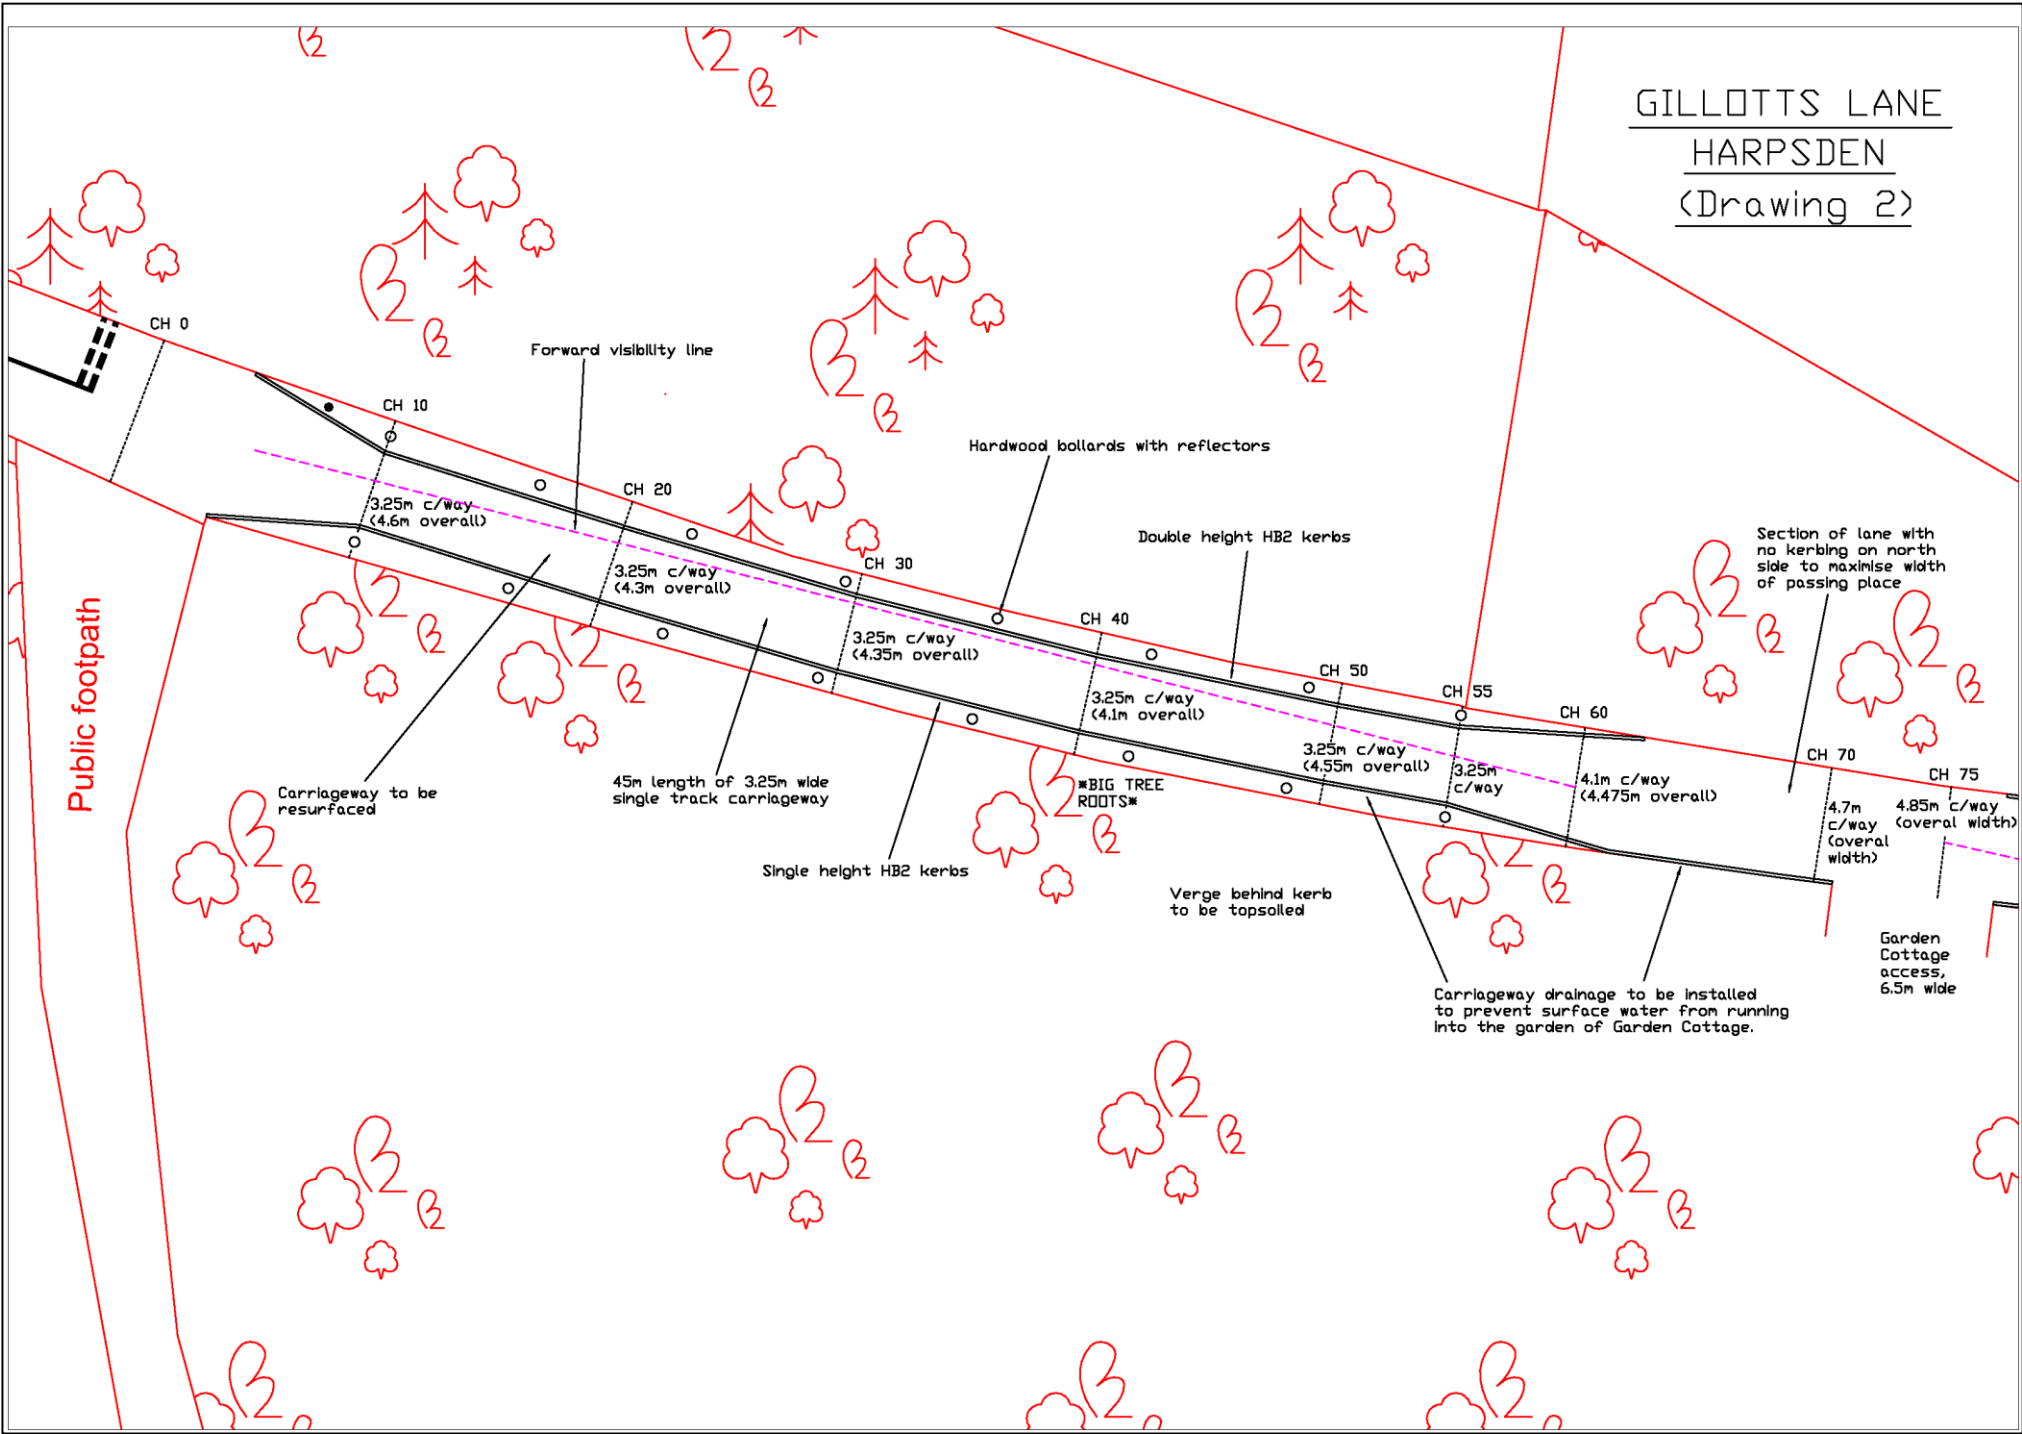 GILLOTTS LANE
HARPSDEN
(Drawing 2)
CH 0
Forward visibility line
CH 10
Hardwood bollards with reflectors
CH 20
3.25m c/way
(4.6m overall)
Double height HB2 kerbs
Section of lane with
no kerbing on north
side to maximise width
of passing place
CH 30
3.25m c/way
(4.3m overall)
CH 40
3.25m c/way
(4.35m overall)
CH 50
CH 55
3.25m c/way
(4.1m overall)
CH 60
Public footpath
3.25m c/way
(4.55m overall)
CH 70
3.25m
c/way
CH 75
4.1m c/way
(4.475m overall)
45m length of 3.25m wide
single track carriageway
*BIG TREE
ROOTS*
Carriageway to be
resurfaced
4.7m
c/way
(overal
width)
4.85m c/way
(overal width)
Single height HB2 kerbs
Verge behind kerb
to be topsoiled
Garden
Cottage
access,
6.5m wide
Carriageway drainage to be installed
to prevent surface water from running
into the garden of Garden Cottage.